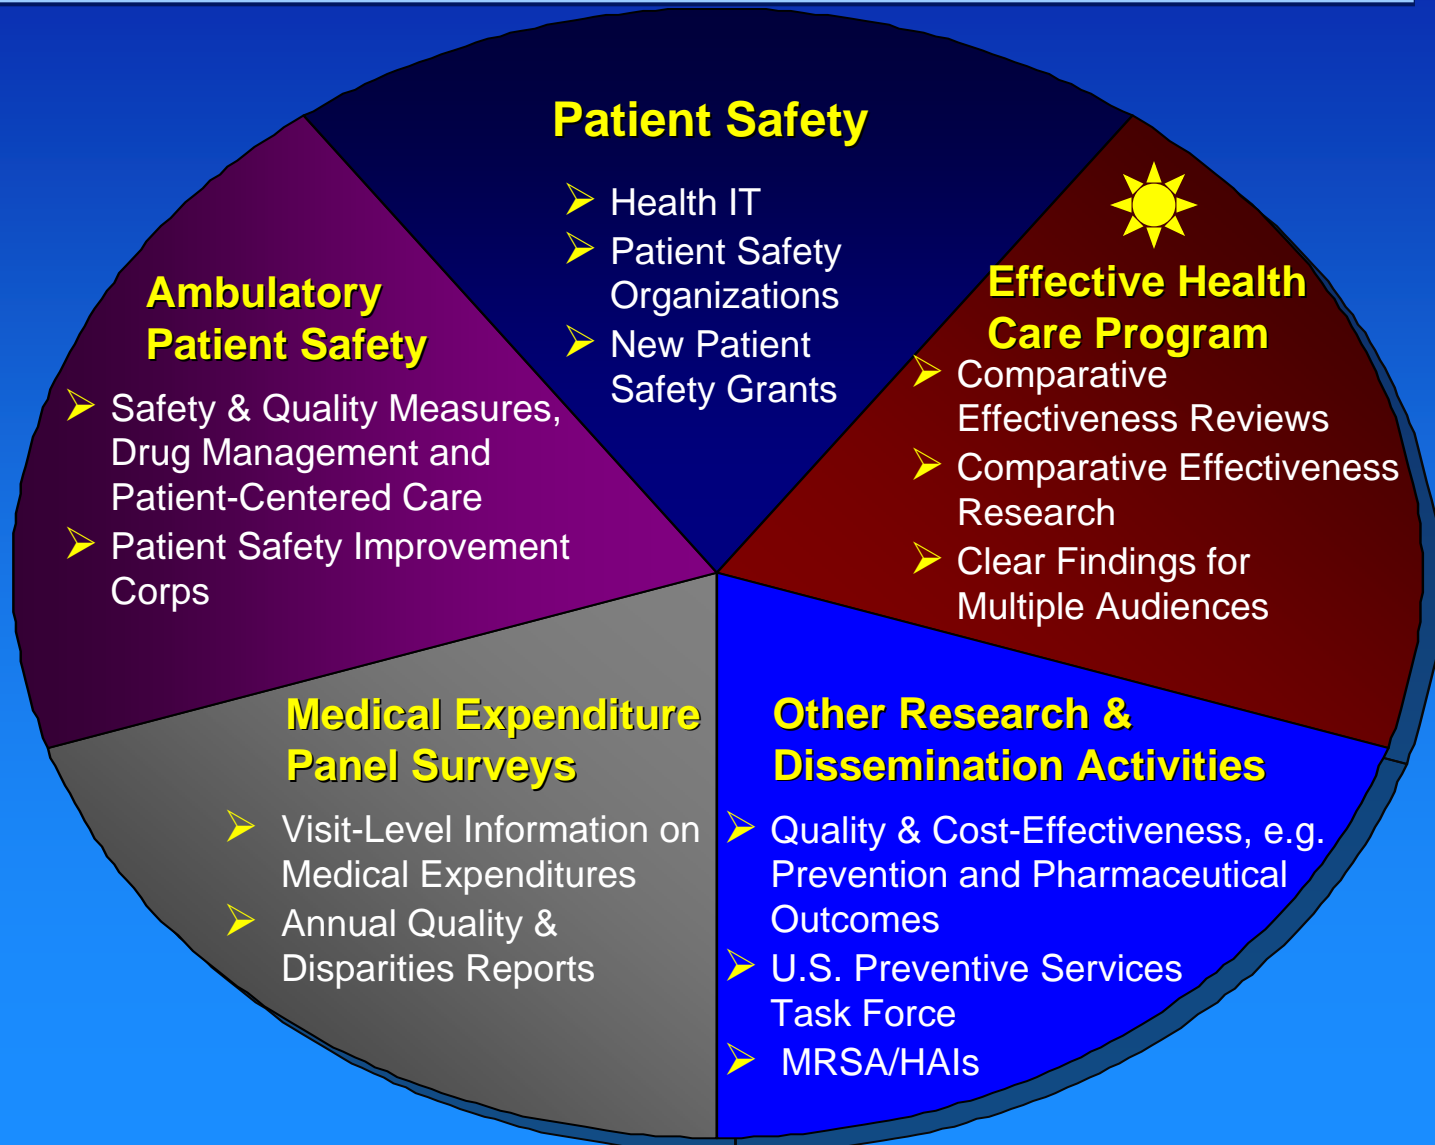 Patient Safety
➢ Health IT
➢ Patient Safety
Organizations
➢ New Patient
Safety Grants
Effective Health
Care Program
➢ Comparative
Effectiveness Reviews
➢ Comparative Effectiveness
Research
➢ Clear Findings for
Multiple Audiences
Ambulatory
Patient Safety
➢ Safety & Quality Measures,
Drug Management and
Patient-Centered Care
➢ Patient Safety Improvement
Corps
Medical Expenditure
Panel Surveys
➢ Visit-Level Information on
Medical Expenditures
➢ Annual Quality &
Disparities Reports
Other Research &
Dissemination Activities
➢ Quality & Cost-Effectiveness, e.g.
Prevention and Pharmaceutical
Outcomes
➢ U.S. Preventive Services
Task Force
➢ MRSA/HAIs